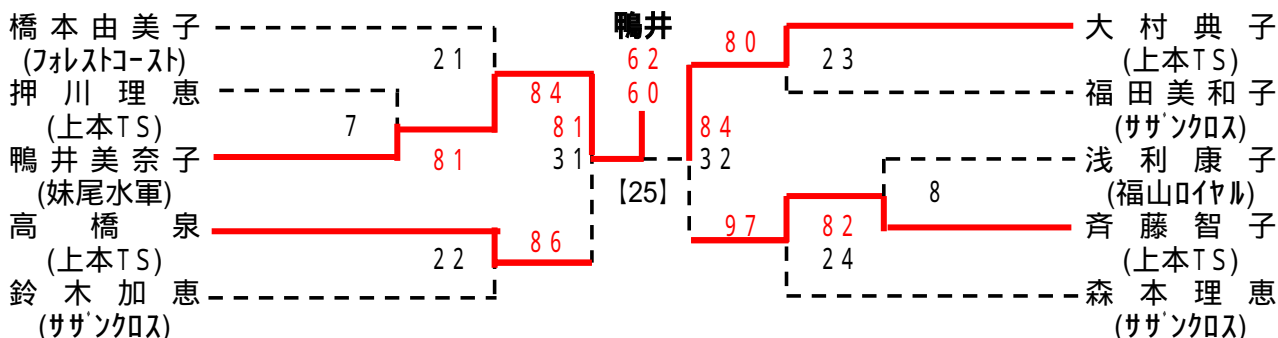 橋本由美子
(フォレストコースト)
押川理恵
(上本TS)
鴨井美奈子
(妹尾水軍)
高橋泉
(上本TS)
鈴木加恵
(サザンクロス)
21
7
81
22
84
81
31
86
鴨井
62
60
【25】
80
84
32
97
23
82
24
8
大村典子
(上本TS)
福田美和子
(サザンクロス)
浅利康子
(福山ロイヤル)
斉藤智子
(上本TS)
森本理恵
(サザンクロス)